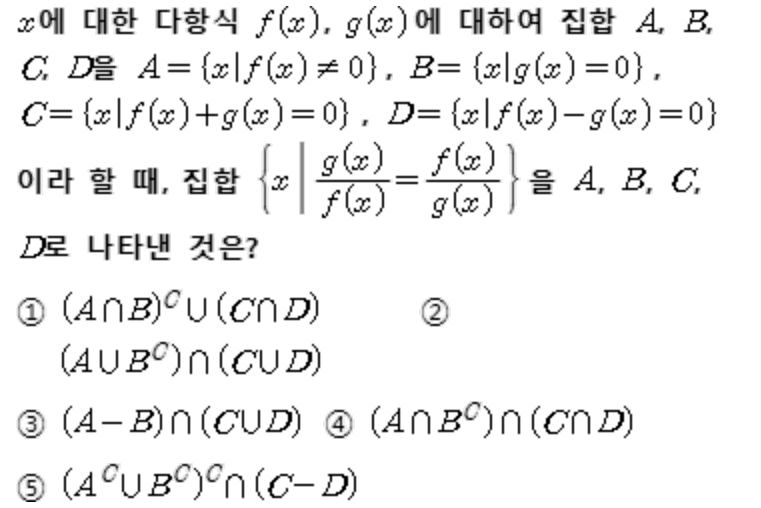 x에 대한 다항식 f(x), g(x)에 대하여 집합 A, B,
C, D을 A={x|f(x)≠0}, B={x|g(x)=0},
C={x|f(x)+g(x)=0}, D={x|f(x)-g(x)=0}
이라 할 때, 집합 {x | g(x)/f(x) = f(x)/g(x)} 을 A, B, C,
D로 나타낸 것은?
① (A∩B)^C∪(C∩D) ②
(A∪B^C)∩(C∪D)
③ (A-B)∩(C∪D) ④ (A∩B^C)∩(C∩D)
⑤ (A^C∪B^C)^C∩(C-D)